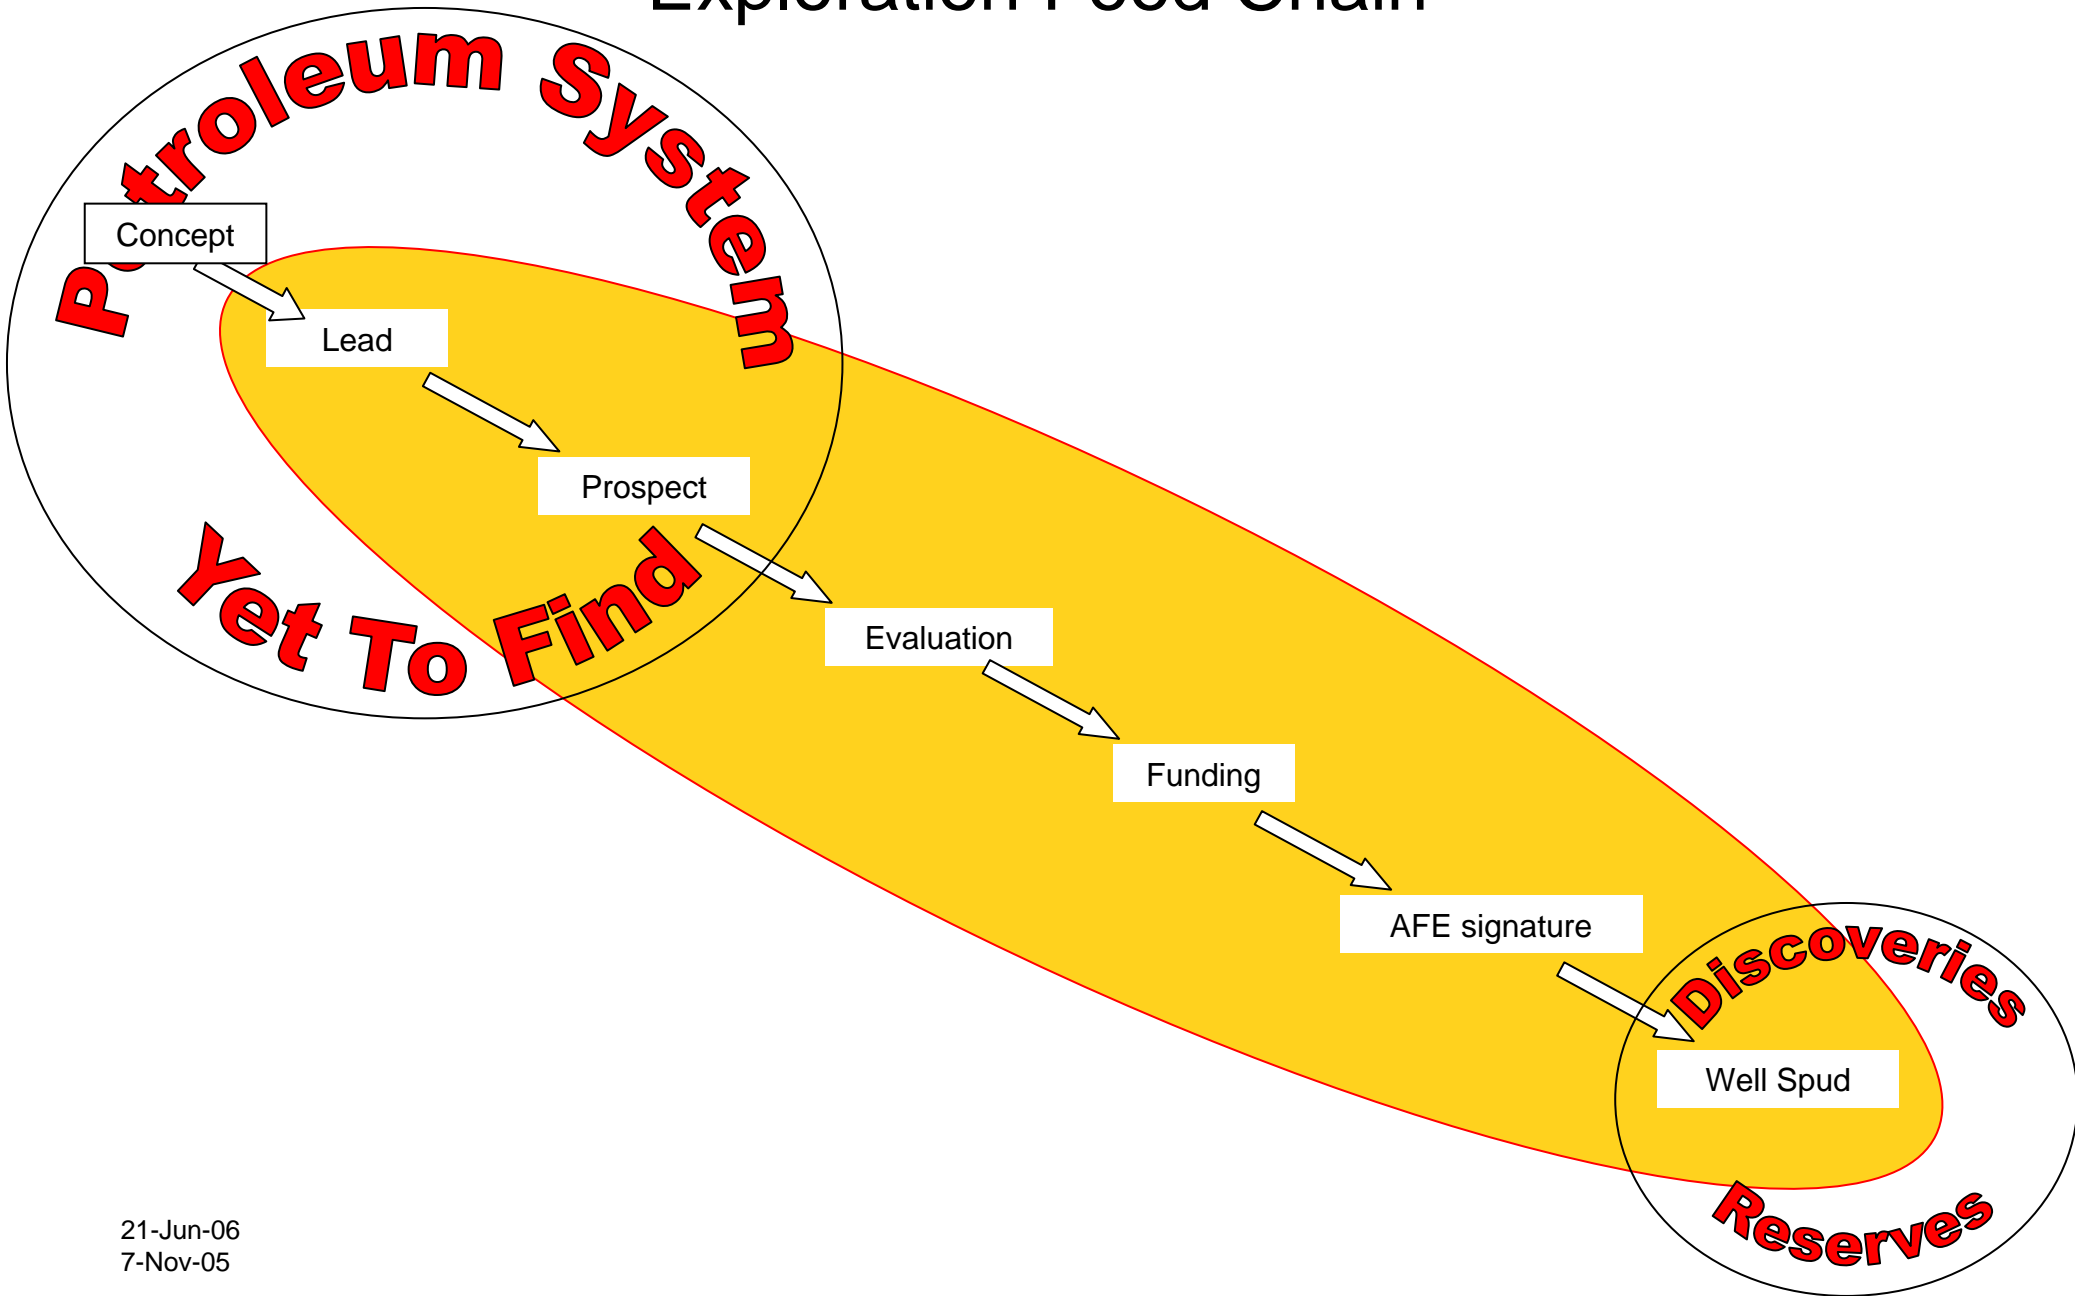 Exploration Food Chain
Petroleum System
Concept
Lead
Prospect
Yet To Find
Evaluation
Funding
AFE signature
Discoveries
Well Spud
Reserves
21-Jun-06
7-Nov-05